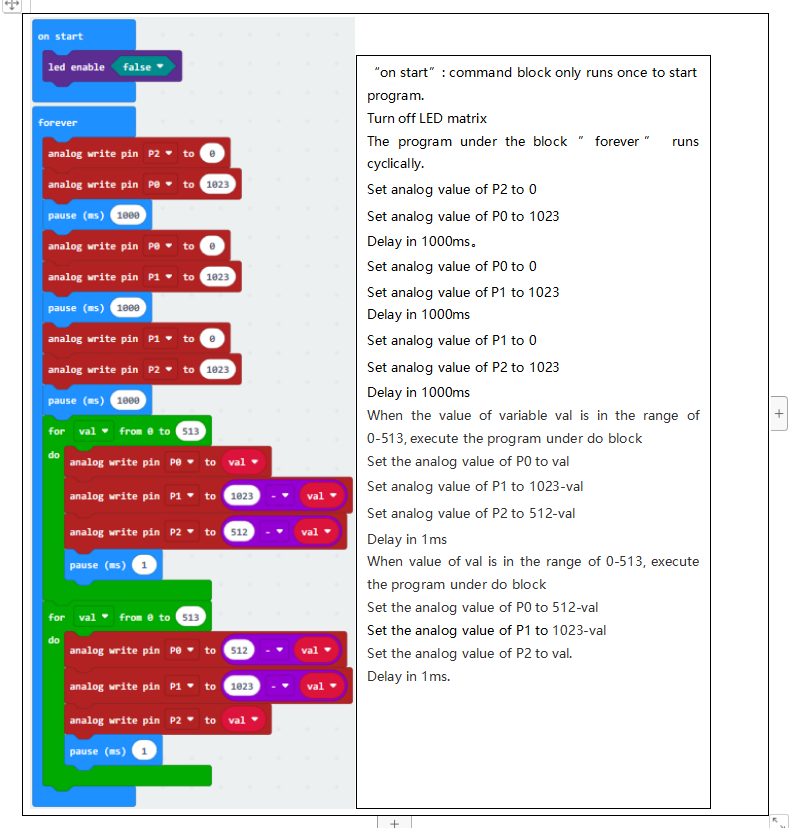 on start
led enable false
forever
analog write pin P2 to 0
analog write pin P0 to 1023
pause (ms) 1000
analog write pin P0 to 0
analog write pin P1 to 1023
pause (ms) 1000
analog write pin P1 to 0
analog write pin P2 to 1023
pause (ms) 1000
for val from 0 to 513
do
analog write pin P0 to val
analog write pin P1 to 1023 - val
analog write pin P2 to 512 - val
pause (ms) 1
for val from 0 to 513
do
analog write pin P0 to 512 - val
analog write pin P1 to 1023 - val
analog write pin P2 to val
pause (ms) 1
“on start”: command block only runs once to start
program.
Turn off LED matrix
The program under the block ” forever ” runs
cyclically.
Set analog value of P2 to 0
Set analog value of P0 to 1023
Delay in 1000ms。
Set analog value of P0 to 0
Set analog value of P1 to 1023
Delay in 1000ms
Set analog value of P1 to 0
Set analog value of P2 to 1023
Delay in 1000ms
When the value of variable val is in the range of
0-513, execute the program under do block
Set the analog value of P0 to val
Set analog value of P1 to 1023-val
Set analog value of P2 to 512-val
Delay in 1ms
When value of val is in the range of 0-513, execute
the program under do block
Set the analog value of P0 to 512-val
Set the analog value of P1 to 1023-val
Set the analog value of P2 to val.
Delay in 1ms.